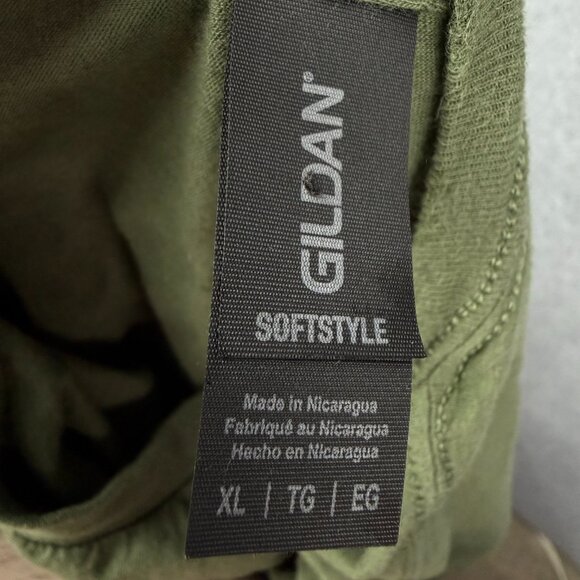 GILDAN®
SOFTSTYLE
Made in Nicaragua
Fabriqué au Nicaragua
Hecho en Nicaragua
XL | TG | EG